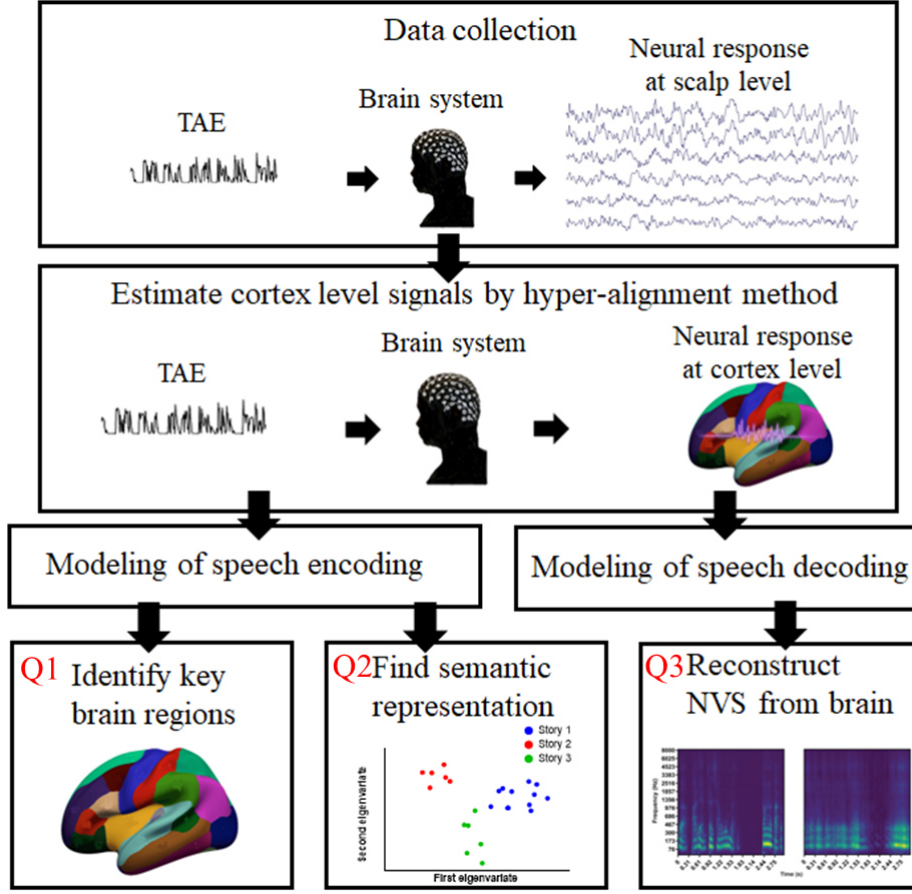 Data collection
TAE
Brain system
Neural response
at scalp level
Estimate cortex level signals by hyper-alignment method
TAE
Brain system
Neural response
at cortex level
Modeling of speech encoding
Modeling of speech decoding
Q1 Identify key
brain regions
Q2 Find semantic
representation
Story 1
Story 2
Story 3
Second eigenvariate
First eigenvariate
Q3 Reconstruct
NVS from brain
Frequency (Hz)
Time (s)